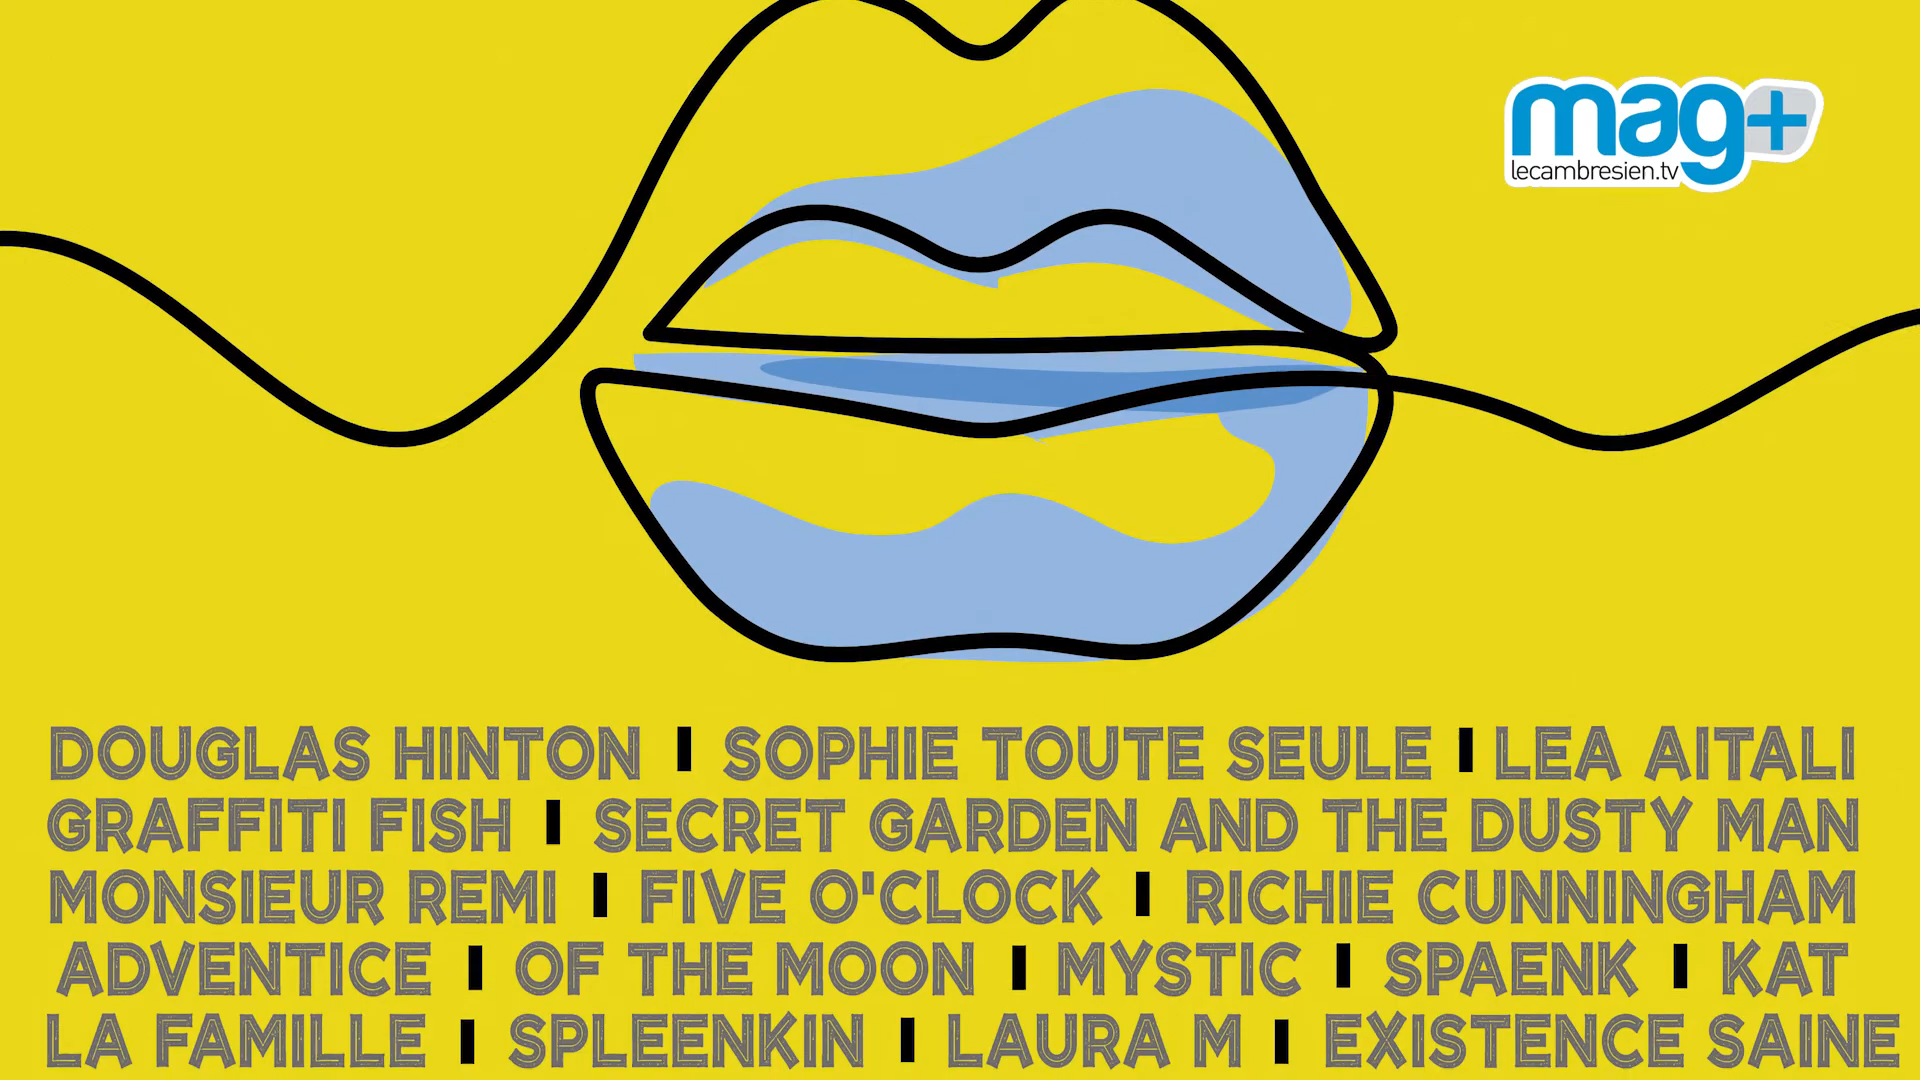 mag+
lecambresien.tv
DOUGLAS HINTON I SOPHIE TOUTE SEULE I LEA AITALI
GRAFFITI FISH I SECRET GARDEN AND THE DUSTY MAN
MONSIEUR REMI I FIVE O'CLOCK I RICHIE CUNNINGHAM
ADVENTICE I OF THE MOON I MYSTIC I SPAENK I KAT
LA FAMILLE I SPLEENKIN I LAURA M I EXISTENCE SAINE